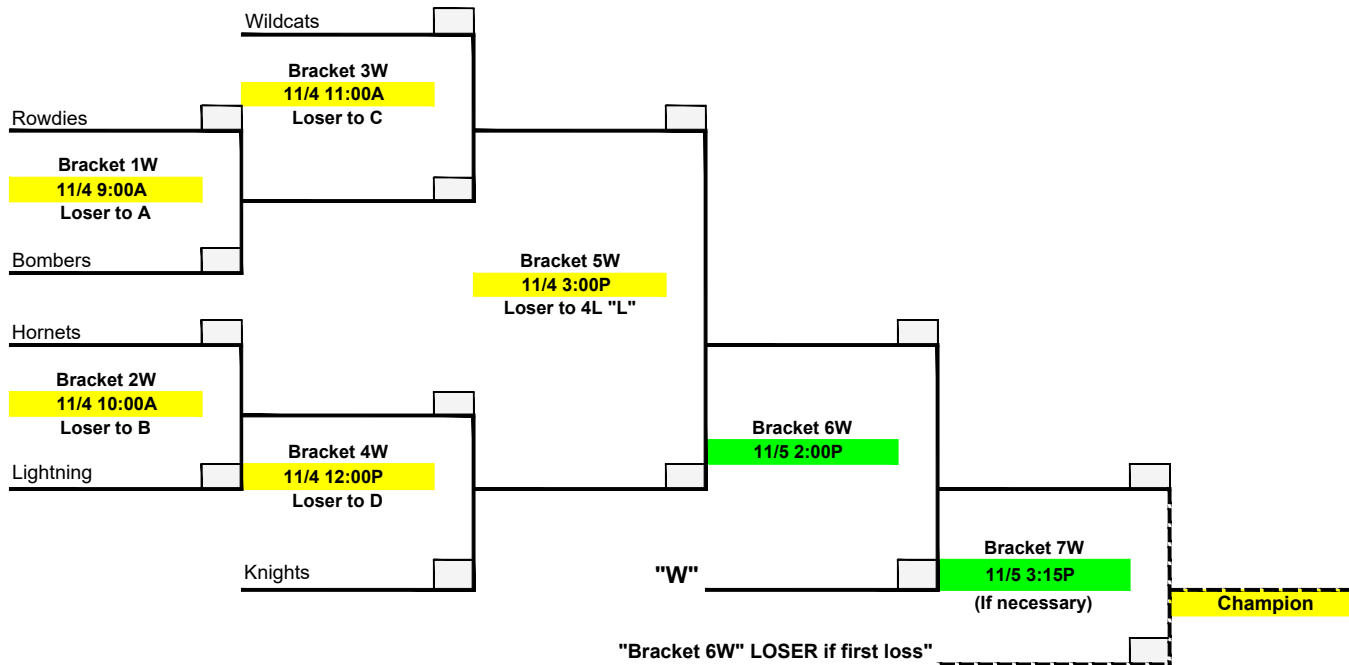 Wildcats
Bracket 3W
11/4 11:00A
Loser to C
Rowdies
Bracket 1W
11/4 9:00A
Loser to A
Bombers
Bracket 5W
11/4 3:00P
Loser to 4L "L"
Hornets
Bracket 2W
11/4 10:00A
Loser to B
Lightning
Bracket 4W
11/4 12:00P
Loser to D
Knights
Bracket 6W
11/5 2:00P
"W"
Bracket 7W
11/5 3:15P
(If necessary)
Champion
"Bracket 6W" LOSER if first loss"